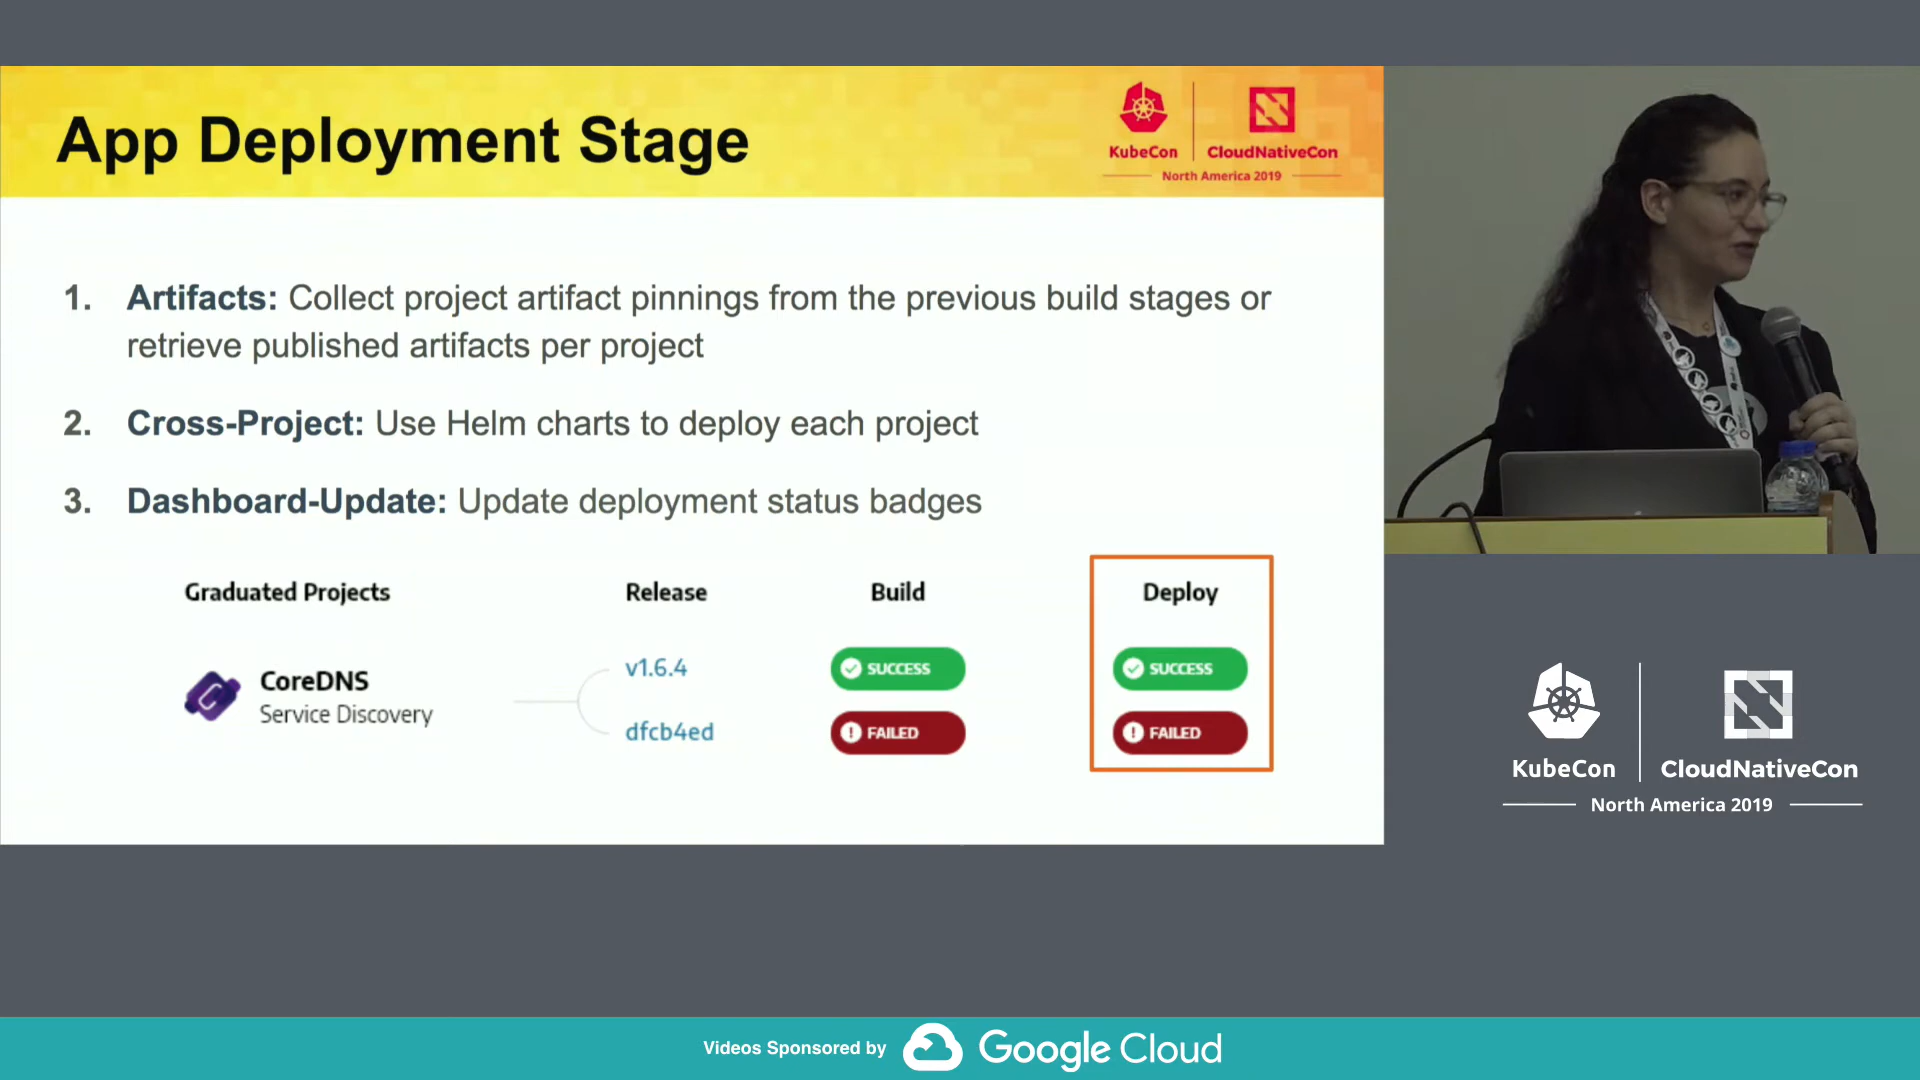 App Deployment Stage
KubeCon
CloudNativeCon
North America 2019
1. Artifacts: Collect project artifact pinnings from the previous build stages or
retrieve published artifacts per project
2. Cross-Project: Use Helm charts to deploy each project
3. Dashboard-Update: Update deployment status badges
Graduated Projects Release Build Deploy
CoreDNS
Service Discovery
v1.6.4 SUCCESS SUCCESS
dfcb4ed FAILED FAILED
KubeCon
CloudNativeCon
North America 2019
Videos Sponsored by Google Cloud